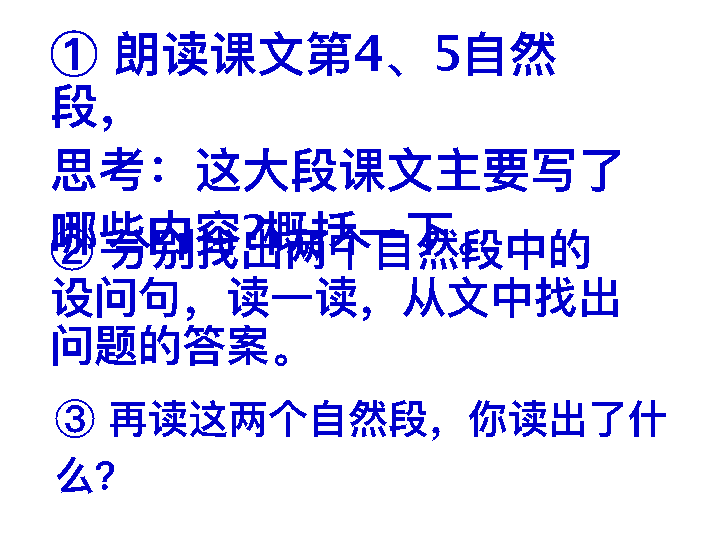 ① 朗读课文第4、5自然
段，
思考：这大段课文主要写了
哪些内容?概括一下。
② 分别找出两个自然段中的
设问句，读一读，从文中找出
问题的答案。
③ 再读这两个自然段，你读出了什
么？